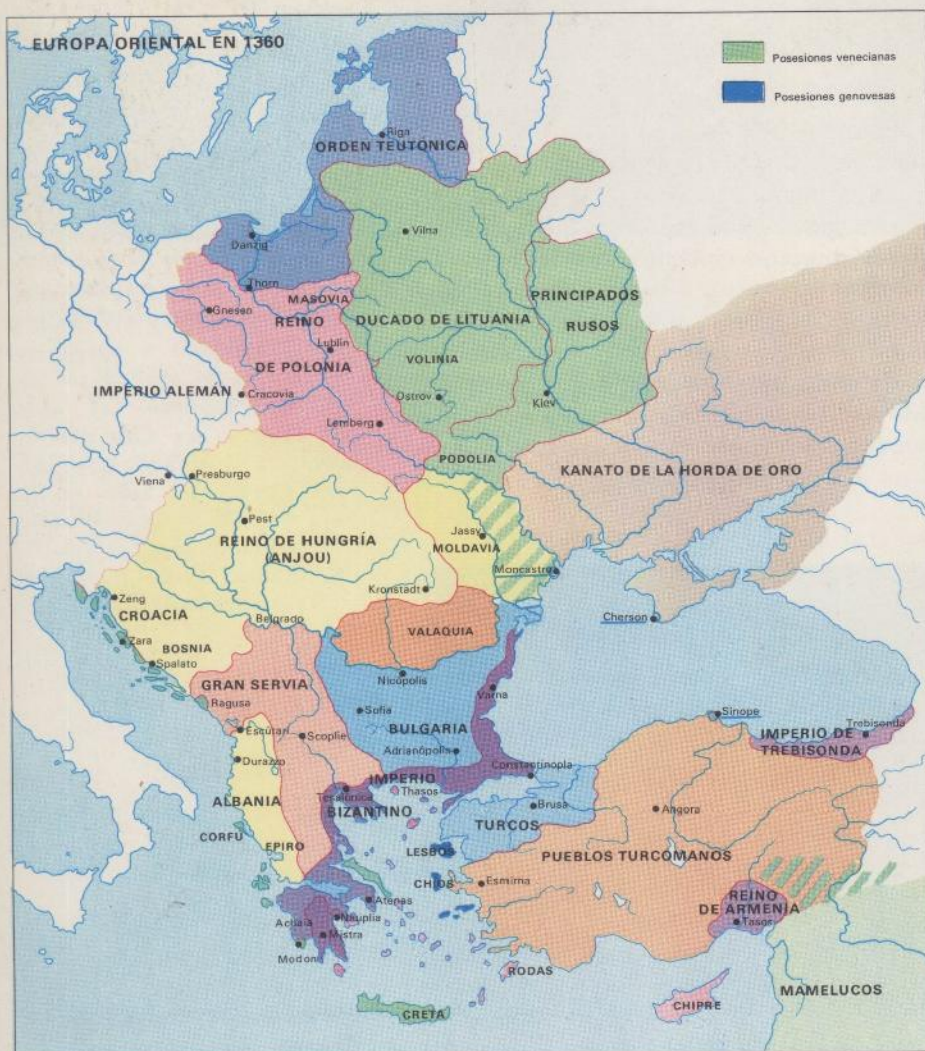 EUROPA ORIENTAL EN 1360
Posesiones venecianas
Posesiones genovesas
Riga
ORDEN TEUTONICA
Vilna
Danzig
Thorn
MASOVIA
Gnesen
REINO
DE POLONIA
Lublin
DUCADO DE LITUANIA
PRINCIPADOS
RUSOS
VOLINIA
IMPERIO ALEMÁN
Cracovia
Ostrov
Kiev
Lemberg
PODOLIA
KANATO DE LA HORDA DE ORO
Viena
Presburgo
Pest
REINO DE HUNGRÍA
(ANJOU)
Jassy
MOLDAVIA
Moncastro
Kronstadt
Zeng
CROACIA
Belgrado
Cherson
Zara
BOSNIA
VALAQUIA
Spalato
GRAN SERVIA
Nicópolis
Varna
Ragusa
Sofia
BULGARIA
Sinope
Trebisonda
IMPERIO DE
TREBISONDA
Escutari
Scoplie
Adrianópolis
Durazzo
Constantinopla
IMPERIO
BIZANTINO
Tesalónica
Thasos
Brusa
Angora
ALBANIA
TURCOS
CORFÚ
EPIRO
LESBOS
PUEBLOS TURCOMANOS
CHIOS
Esmirna
Atenas
REINO
DE ARMENIA
Tasos
Acbaia
Nauplia
Mistra
Modon
RODAS
CHIPRE
MAMELUCOS
CRETA